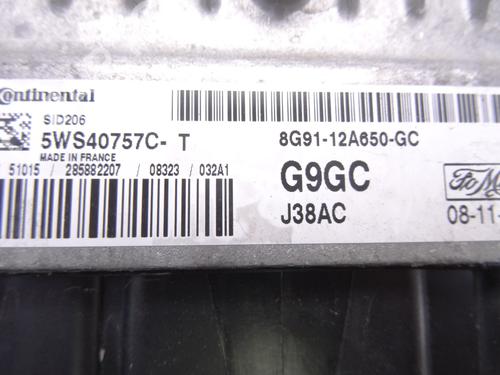 Continental
SID206
5WS40757C- T
MADE IN FRANCE
8G91-12A650-GC
51015 / 285882207 / 08323 / 032A1
G9GC
J38AC
08-11